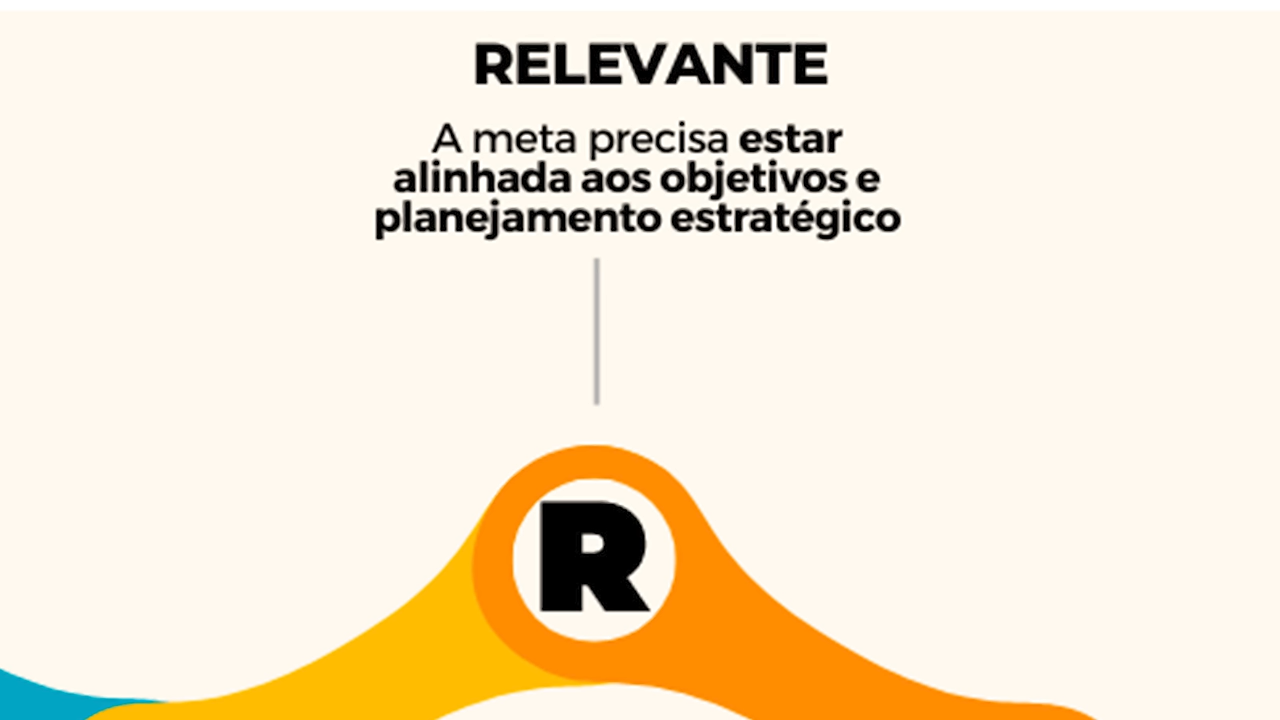 RELEVANTE
A meta precisa estar
alinhada aos objetivos e
planejamento estratégico
R